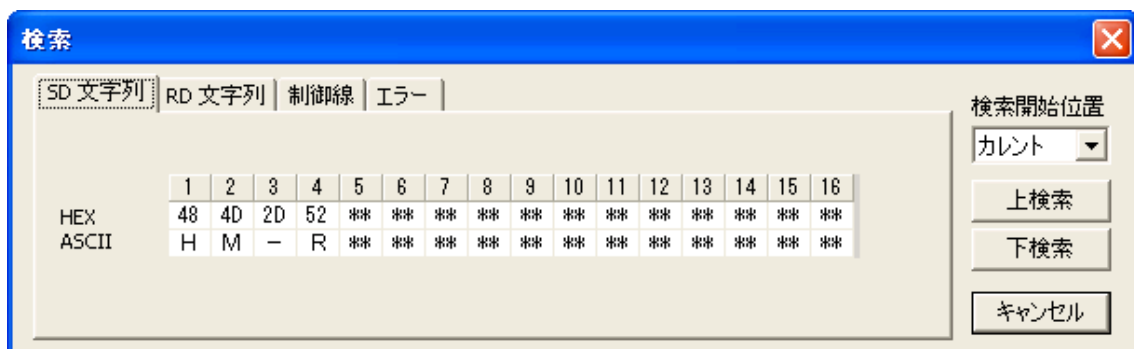 検索
SD 文字列 RD 文字列 制御線 エラー
検索開始位置
カレント
1 2 3 4 5 6 7 8 9 10 11 12 13 14 15 16
HEX 48 4D 2D 52 ** ** ** ** ** ** ** ** ** ** ** **
ASCII H M - R ** ** ** ** ** ** ** ** ** ** ** **
上検索
下検索
キャンセル